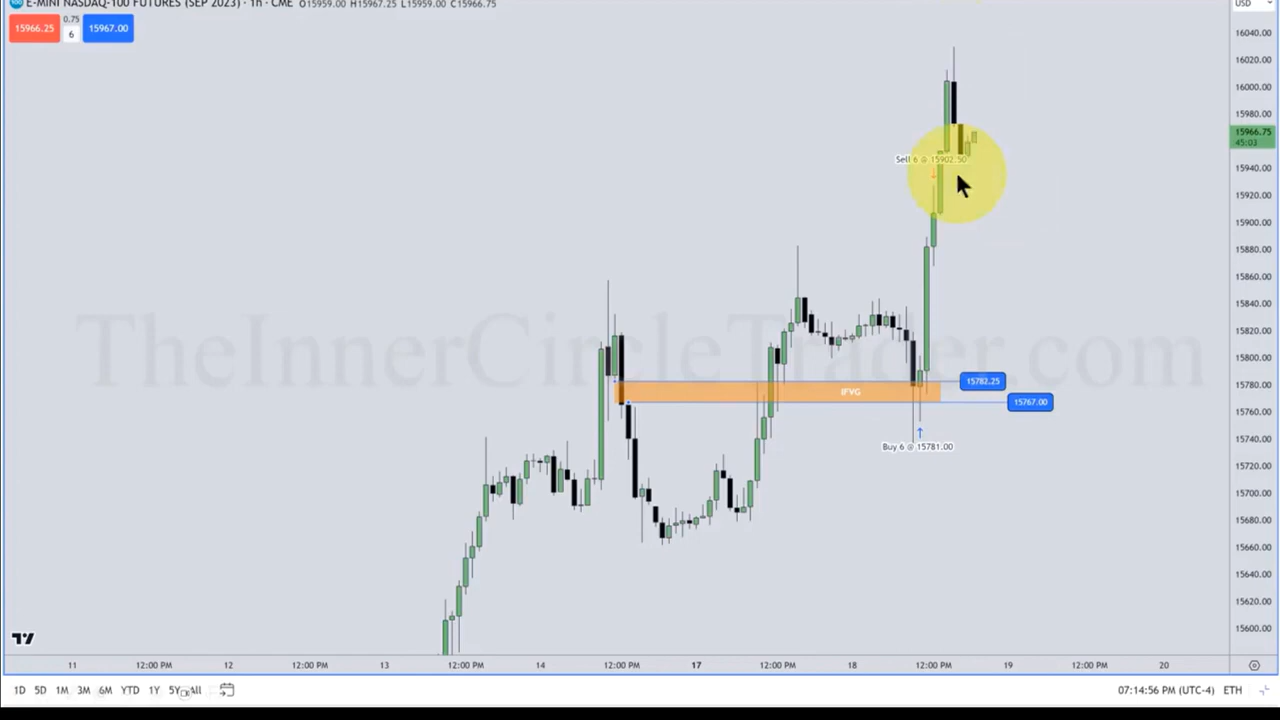 E-MINI NASDAQ-100 FUTURES (SEP 2023) · 1h · CME O15959.00 H15967.25 L15959.00 C15966.75
USD
15966.25 0.75 6 15967.00
16040.00
16020.00
16000.00
15980.00
15966.75
45:03
Sell 6 @ 15902.50
15940.00
15920.00
15900.00
15880.00
15860.00
15840.00
15820.00
TheInnerCircleTrader.com
15800.00
15782.25
15780.00
IFVG
15767.00
15760.00
15740.00
Buy 6 @ 15781.00
15720.00
15700.00
15680.00
15660.00
15640.00
15620.00
15600.00
11 12:00 PM 12 12:00 PM 13 12:00 PM 14 12:00 PM 17 12:00 PM 18 12:00 PM 19 12:00 PM 20
1D 5D 1M 3M 6M YTD 1Y 5Y All 07:14:56 PM (UTC-4) ETH